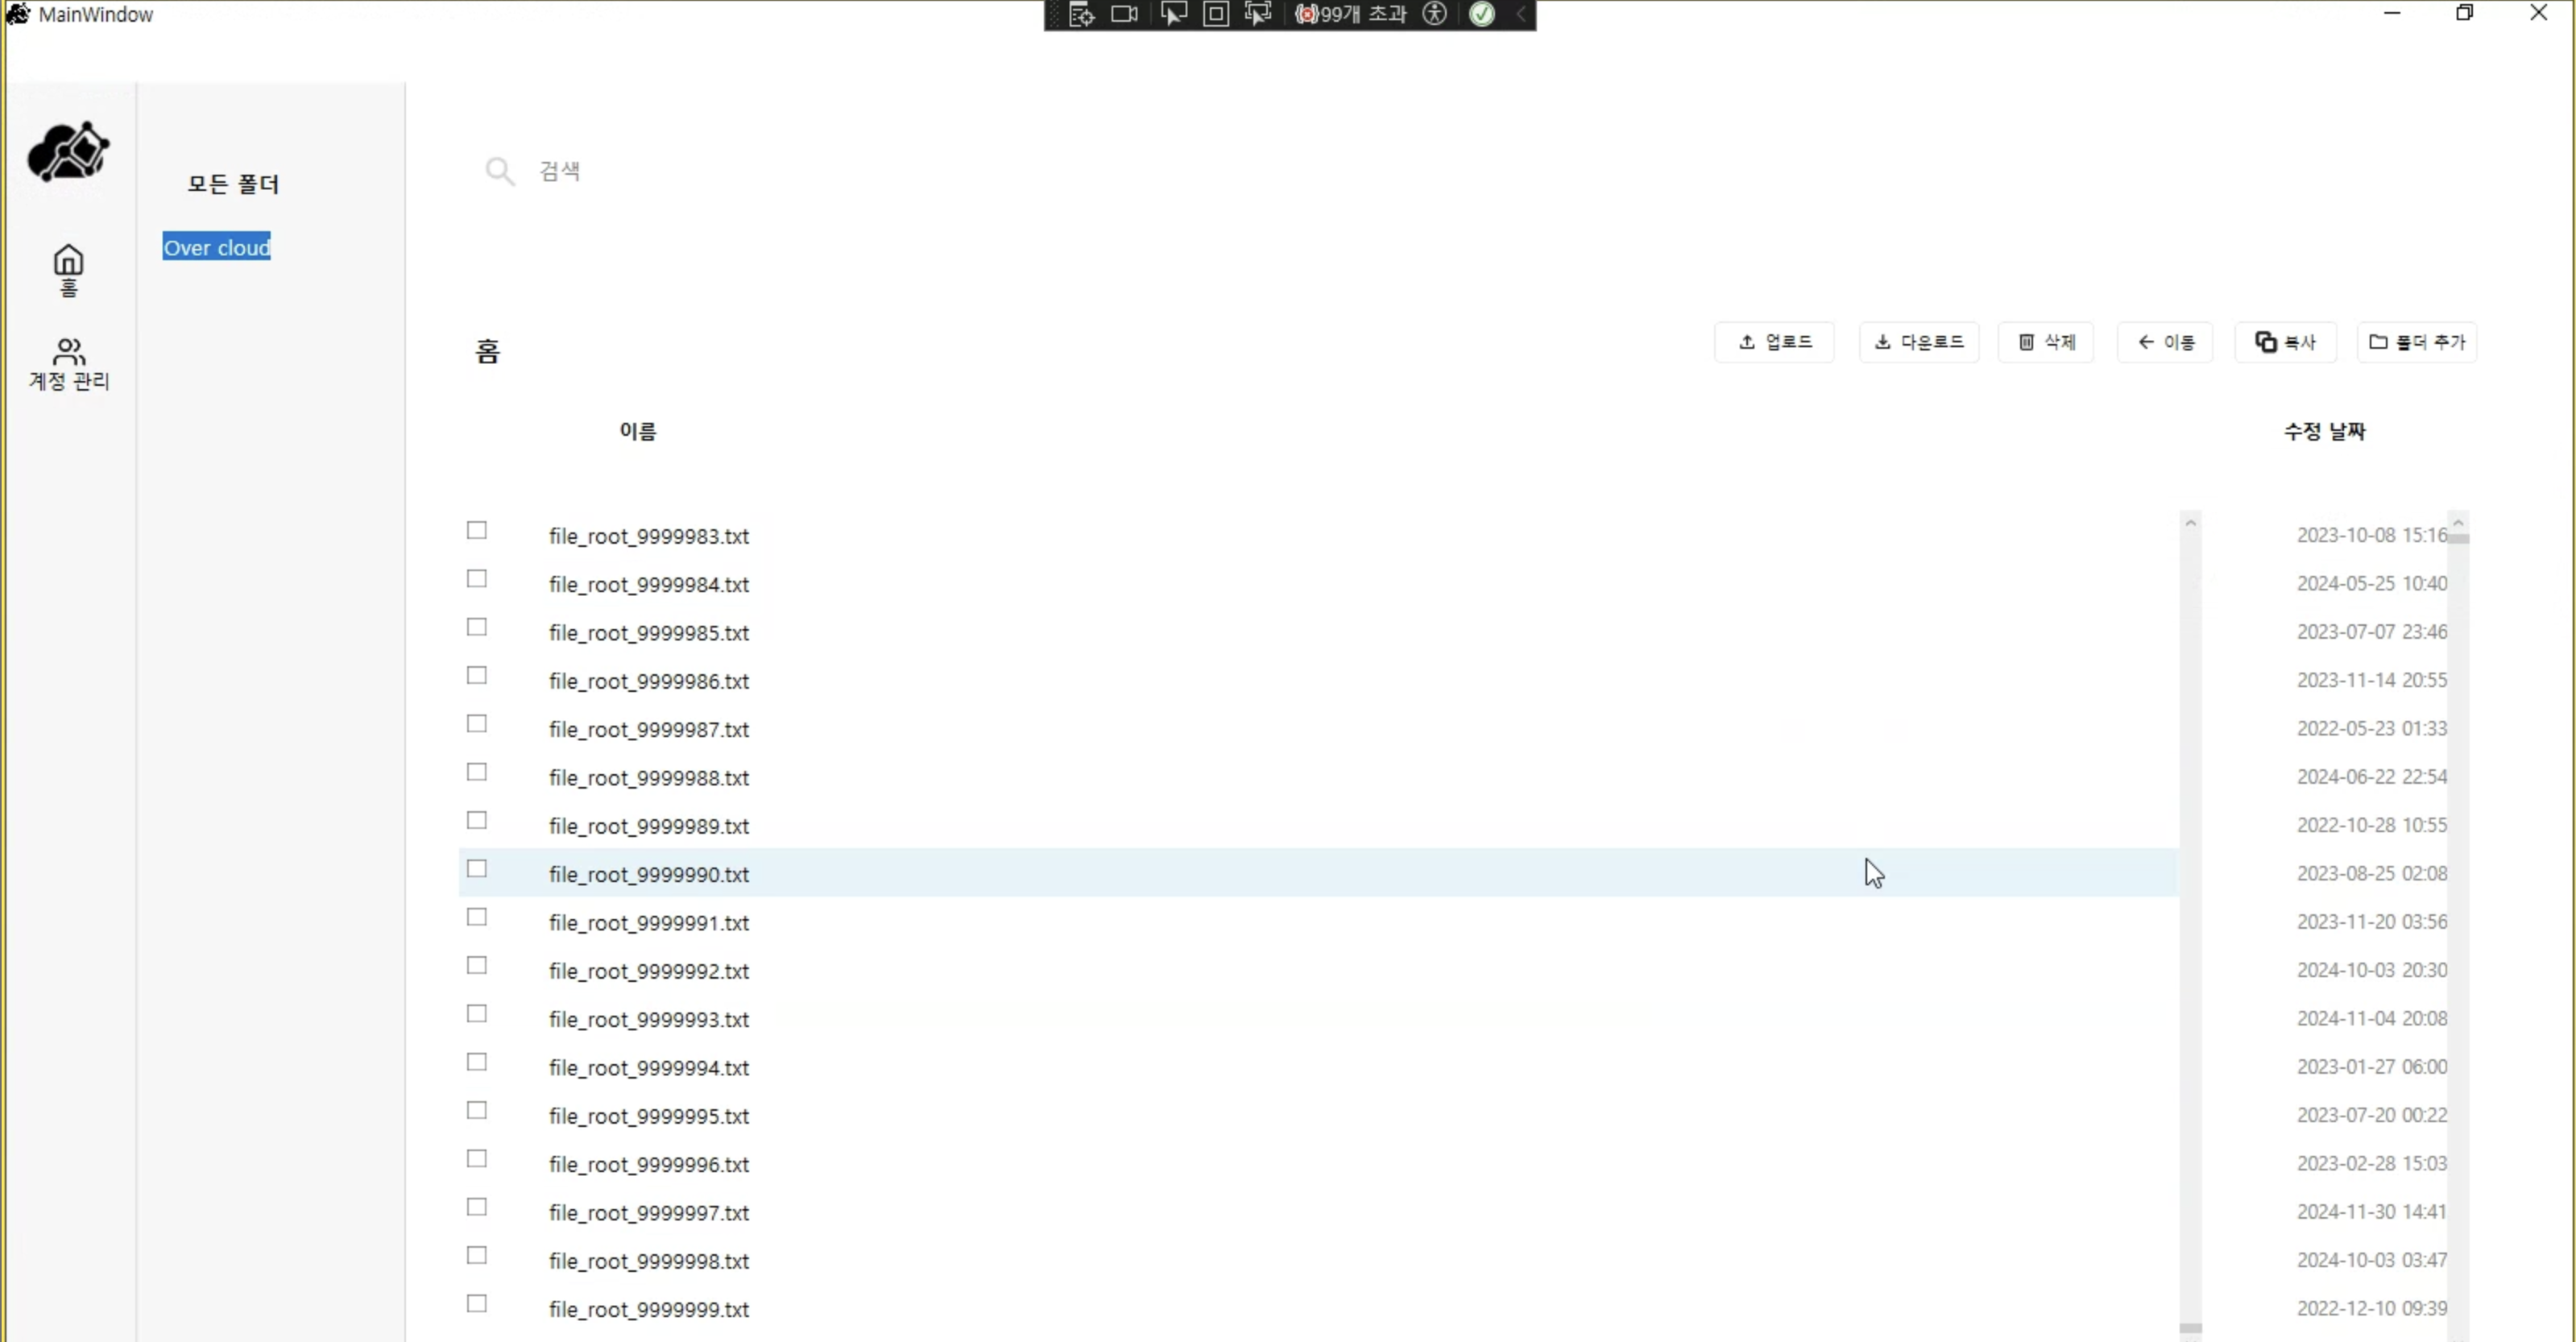 MainWindow
99개 초과
모든 폴더
Over cloud
홈
계정 관리
검색
홈
업로드
다운로드
삭제
이동
복사
폴더 추가
이름
수정 날짜
file_root_9999983.txt 2023-10-08 15:16
file_root_9999984.txt 2024-05-25 10:40
file_root_9999985.txt 2023-07-07 23:46
file_root_9999986.txt 2023-11-14 20:55
file_root_9999987.txt 2022-05-23 01:33
file_root_9999988.txt 2024-06-22 22:54
file_root_9999989.txt 2022-10-28 10:55
file_root_9999990.txt 2023-08-25 02:08
file_root_9999991.txt 2023-11-20 03:56
file_root_9999992.txt 2024-10-03 20:30
file_root_9999993.txt 2024-11-04 20:08
file_root_9999994.txt 2023-01-27 06:00
file_root_9999995.txt 2023-07-20 00:22
file_root_9999996.txt 2023-02-28 15:03
file_root_9999997.txt 2024-11-30 14:41
file_root_9999998.txt 2024-10-03 03:47
file_root_9999999.txt 2022-12-10 09:39